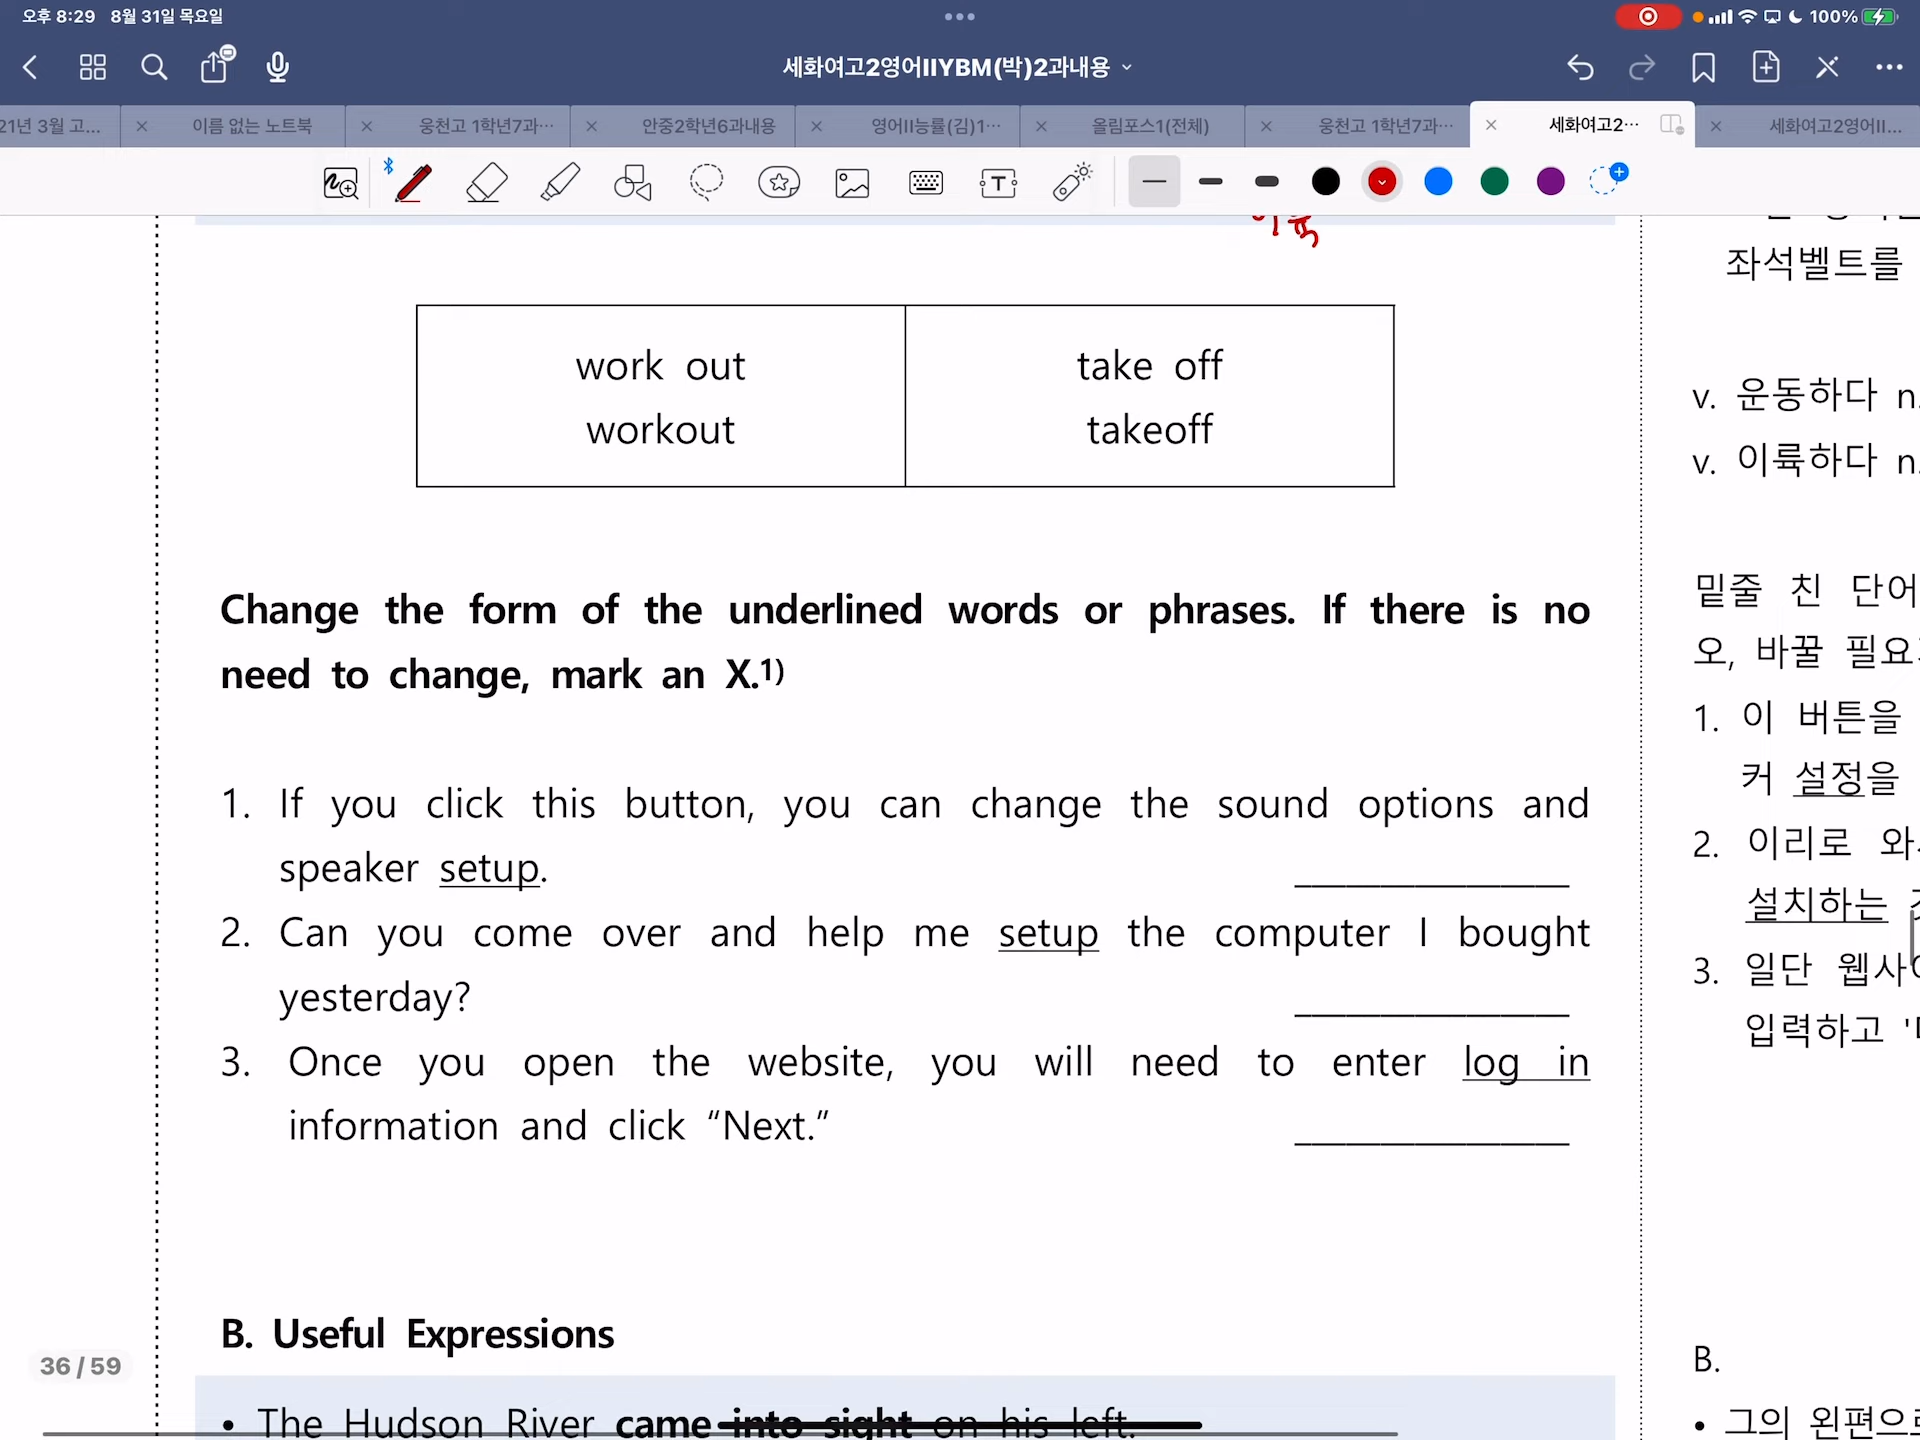 오후 8:29 8월 31일 목요일
100%
세화여고2영어IIYBM(박)2과내용
21년 3월 고...
이름 없는 노트북
웅천고 1학년7과...
안중2학년6과내용
영어II능률(김)1...
올림포스1(전체)
웅천고 1학년7과...
세화여고2...
세화여고2영어II...
work out
workout
take off
takeoff
Change the form of the underlined words or phrases. If there is no
need to change, mark an X.1)
1. If you click this button, you can change the sound options and
speaker setup.
2. Can you come over and help me setup the computer I bought
yesterday?
3. Once you open the website, you will need to enter log in
information and click “Next.”
B. Useful Expressions
• The Hudson River came into sight on his left.
36 / 59
좌석벨트를
v. 운동하다 n.
v. 이륙하다 n.
밑줄 친 단어
오, 바꿀 필요
1. 이 버튼을
커 설정을
2. 이리로 와
설치하는
3. 일단 웹사
입력하고
B.
• 그의 왼편으로